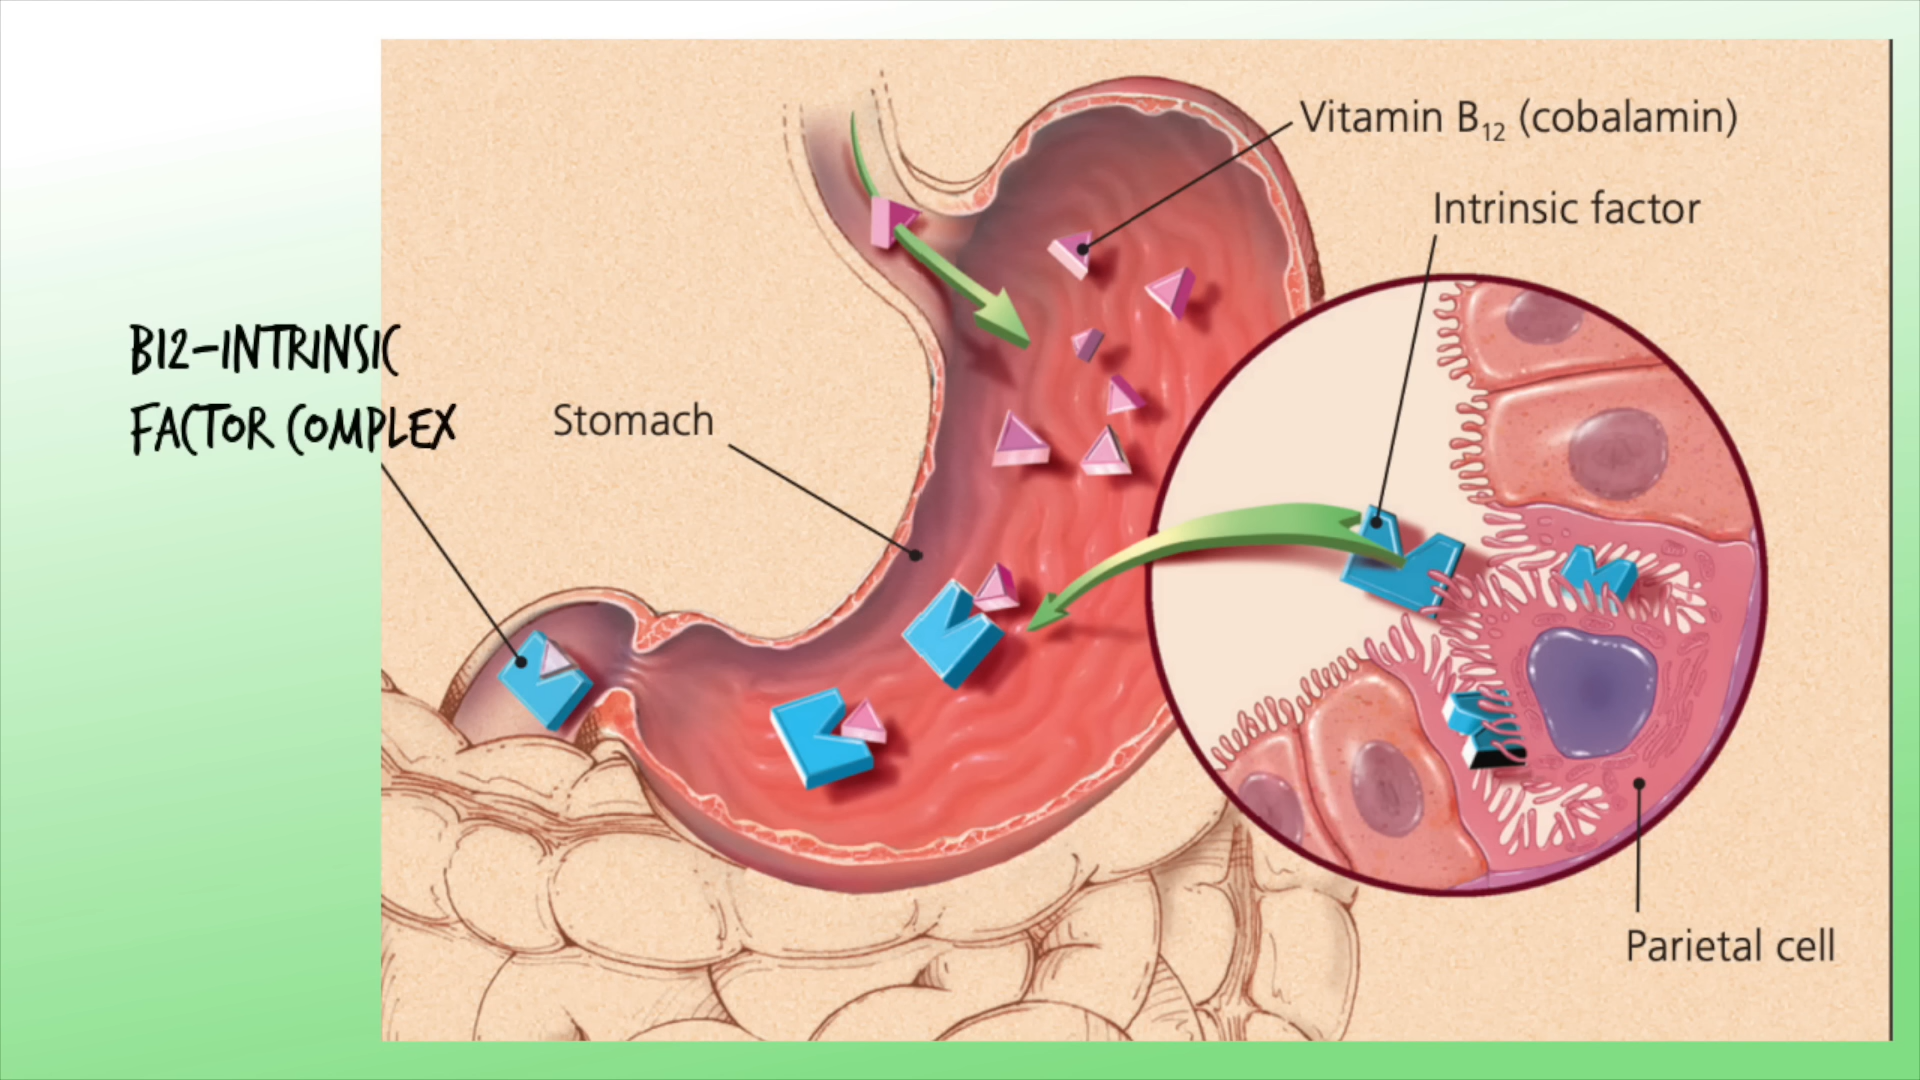 Vitamin B12 (cobalamin)
Intrinsic factor
B12-INTRINSIC
FACTOR COMPLEX
Stomach
Parietal cell